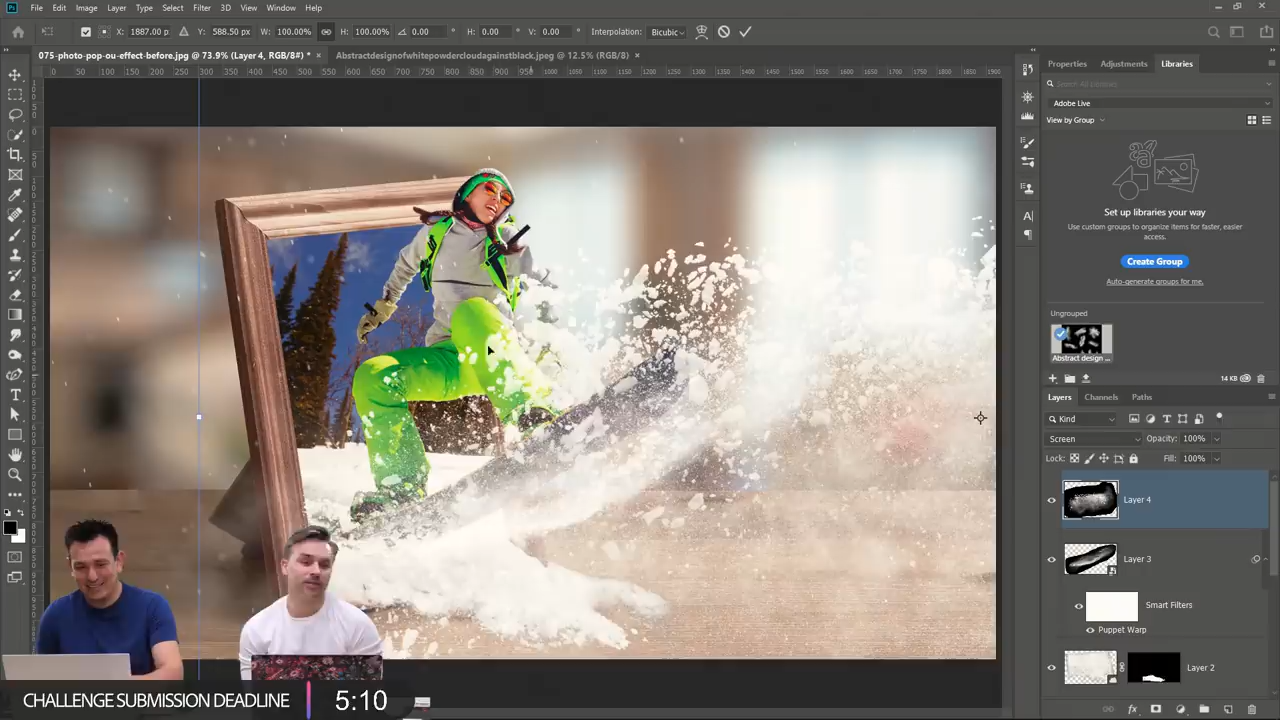 File Edit Image Layer Type Select Filter 3D View Window Help
X: 1887.00 p Y: 588.50 px W: 100.00% H: 100.00% 0.00 H: 0.00 V: 0.00 Interpolation: Bicubic
075-photo-pop-ou-effect-before.jpg @ 73.9% (Layer 4, RGB/8#) * × Abstractdesignofwhitepowdercloudagainstblack.jpeg @ 12.5% (RGB/8) ×
Properties Adjustments Libraries
Search All Libraries
Adobe Live
View by Group
Set up libraries your way
Use custom groups to organize items for faster, easier
access.
Create Group
Auto-generate groups for me.
Ungrouped
Abstract design ...
14 KB
Layers Channels Paths
Kind
Screen Opacity: 100%
Lock: Fill: 100%
Layer 4
Layer 3
Smart Filters
Puppet Warp
Layer 2
CHALLENGE SUBMISSION DEADLINE 5:10